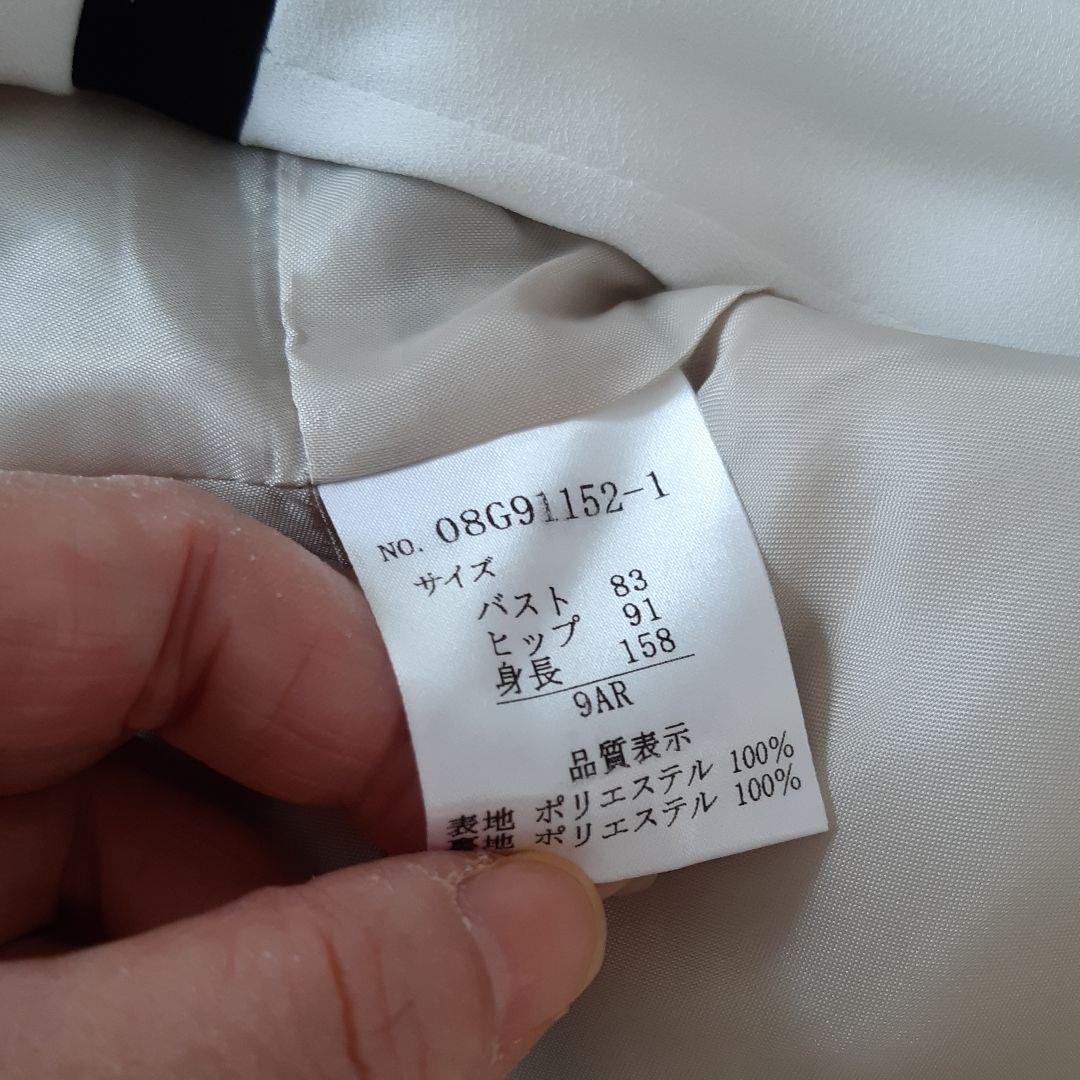 NO. 08G91152-1
サイズ
バスト 83
ヒップ 91
身長 158
9AR
品質表示
表地 ポリエステル 100%
裏地 ポリエステル 100%